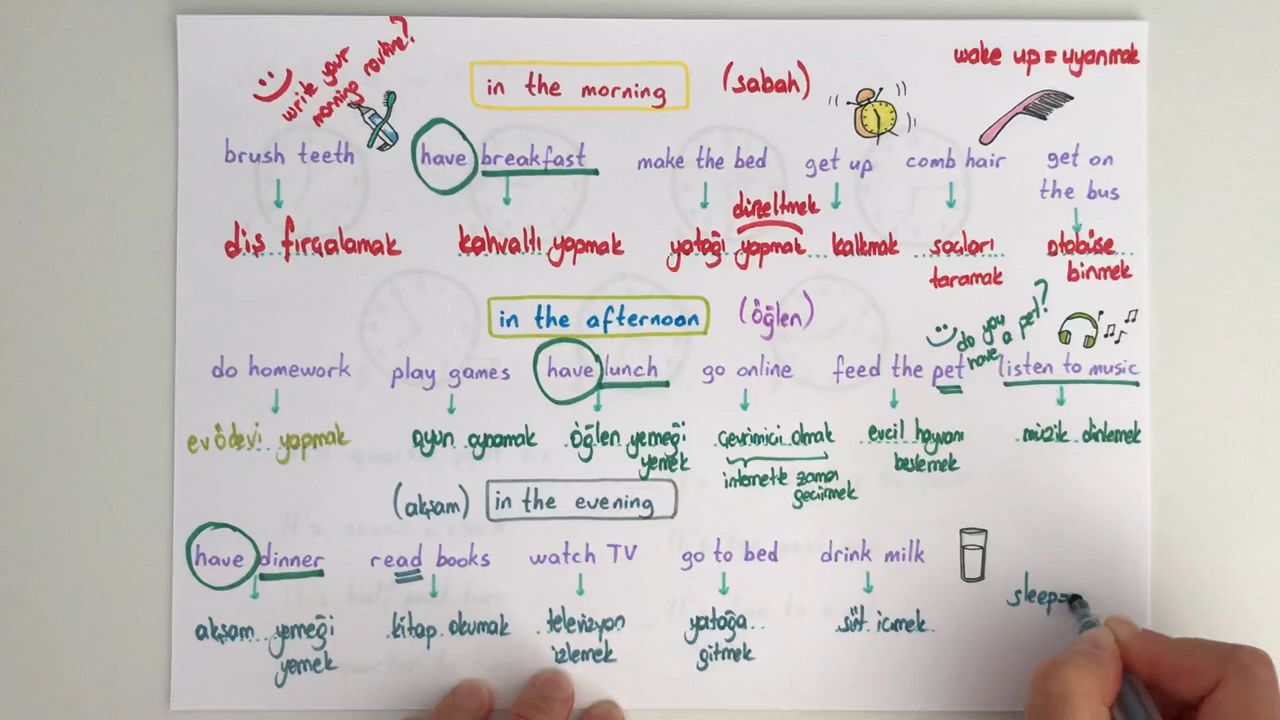 write your
morning routine?
in the morning (sabah)
wake up = uyanmak
brush teeth have breakfast make the bed get up comb hair get on
the bus
düzeltmek
diş fırçalamak kahvaltı yapmak yatağı yapmak kalkmak saçları otobüse
taramak binmek
in the afternoon (öğlen)
do you
have a pet?
do homework play games have lunch go online feed the pet listen to music
ev ödevi yapmak oyun oynamak öğlen yemeği çevrimiçi olmak evcil hayvanı müzik dinlemek
yemek internette zaman beslemek
geçirmek
(akşam) in the evening
have dinner read books watch TV go to bed drink milk
sleep=
akşam yemeği kitap okumak televizyon yatağa süt içmek
yemek izlemek gitmek